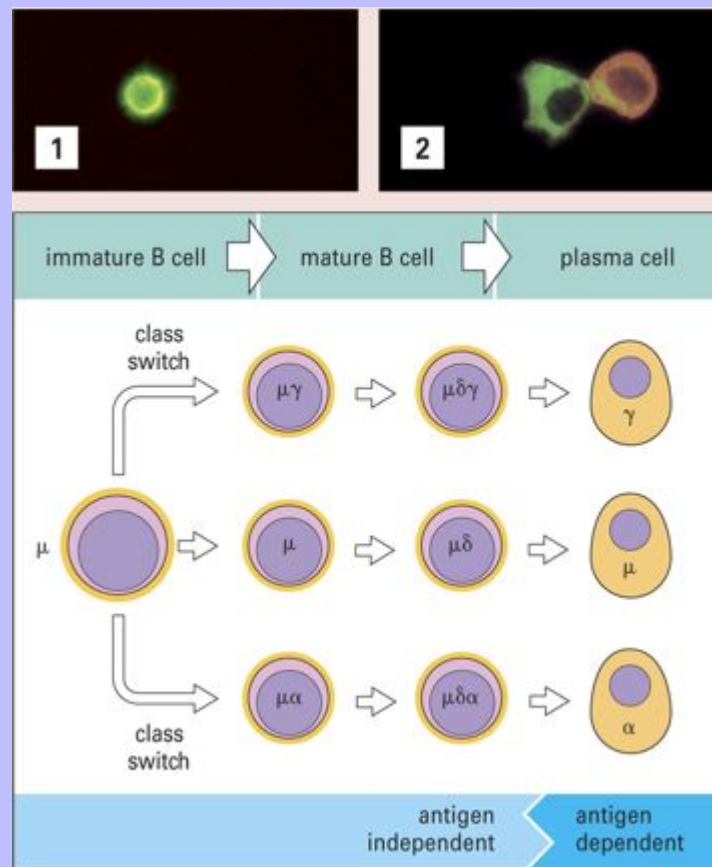 1
2
immature B cell
mature B cell
plasma cell
class
switch
μγ
μδγ
γ
μ
μ
μδ
μ
μα
μδα
α
class
switch
antigen
independent
antigen
dependent